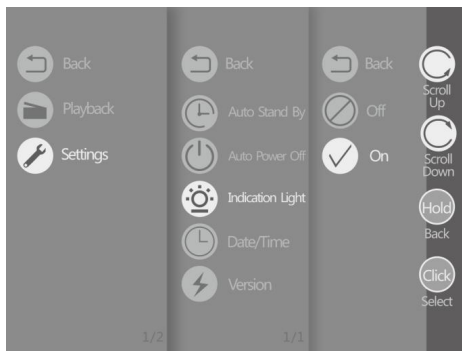 Back
Playback
Settings
1/2
Back
Auto Stand By
Auto Power Off
Indication Light
Date/Time
Version
1/1
Back
Off
On
Scroll
Up
Scroll
Down
Hold
Back
Click
Select